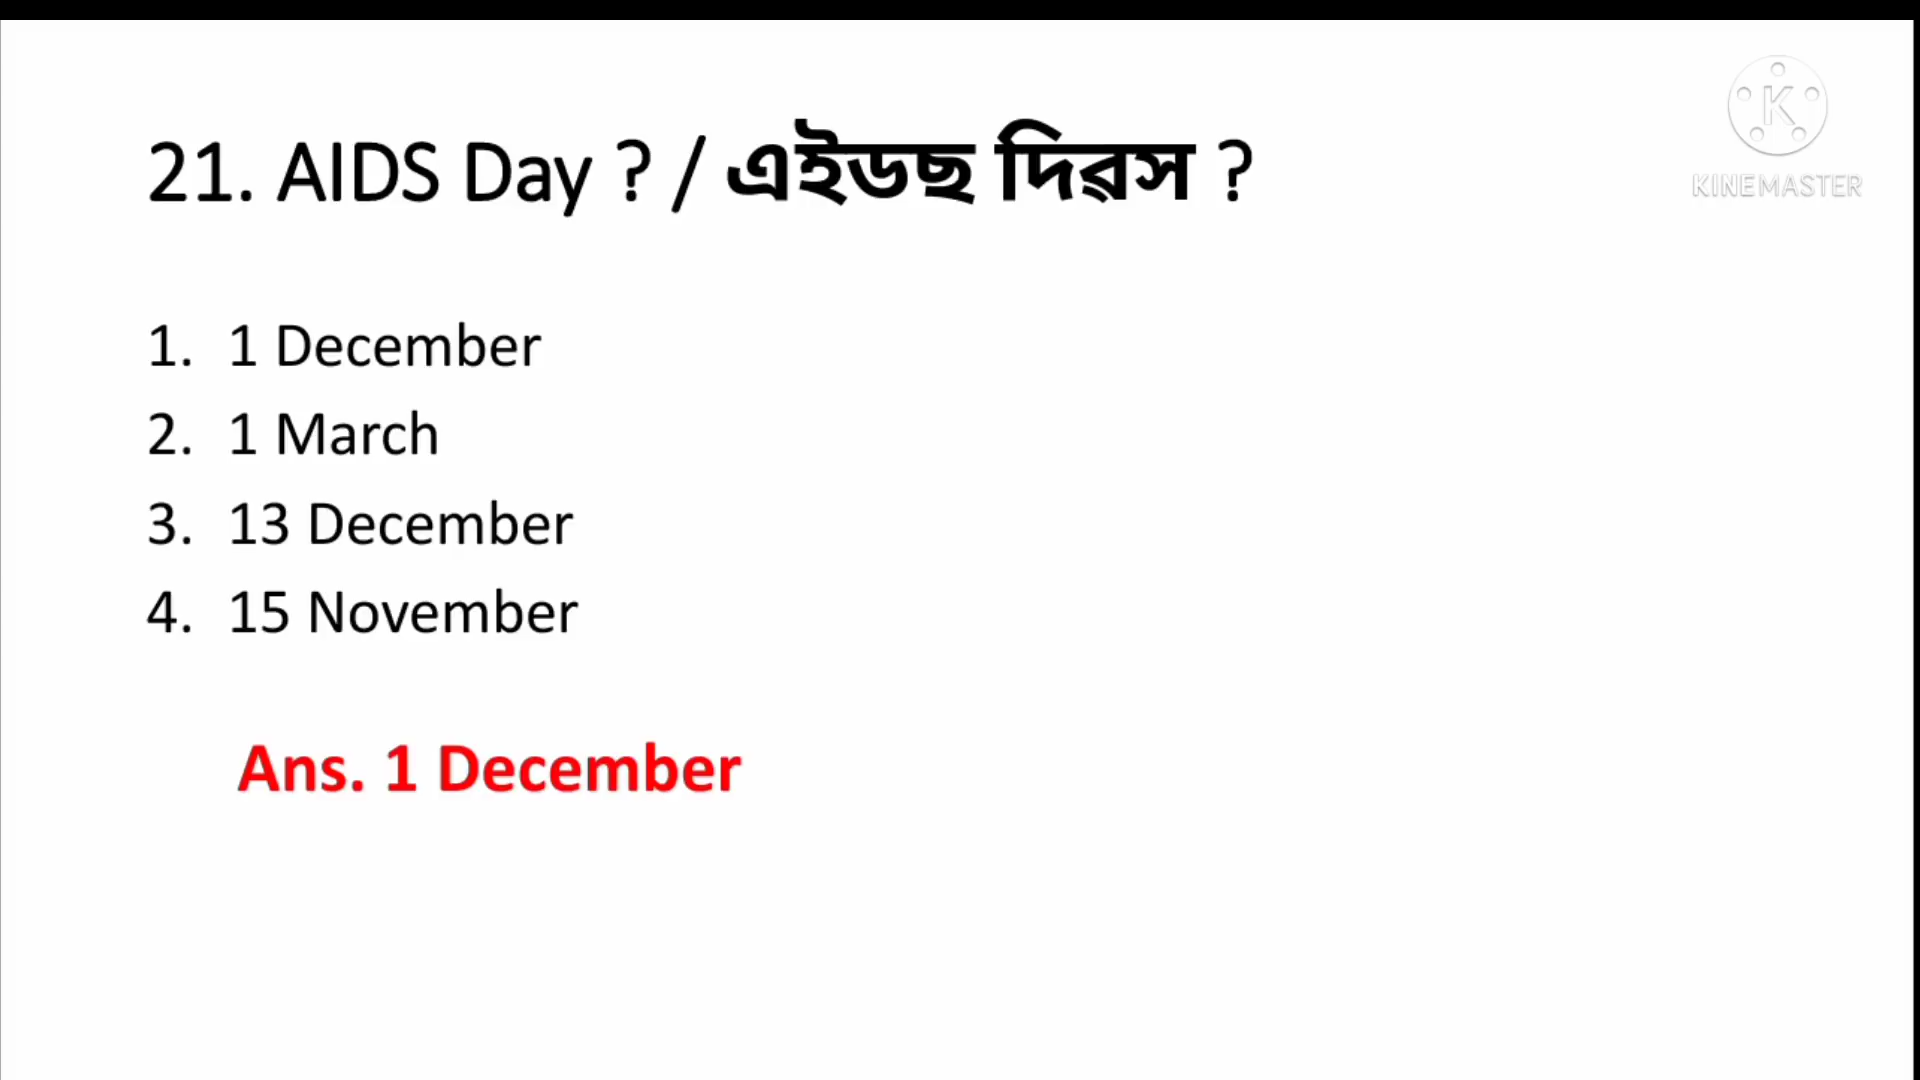 21. AIDS Day ? / এইডছ দিৱস ?
KINEMASTER
1. 1 December
2. 1 March
3. 13 December
4. 15 November
Ans. 1 December